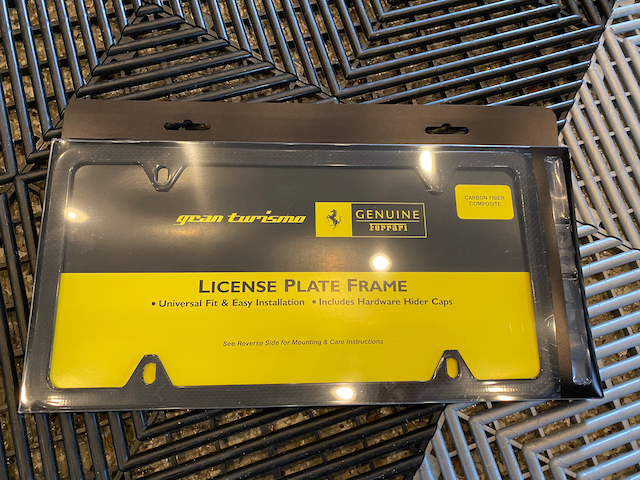 CARBON FIBER
COMPOSITE
gran turismo
GENUINE
Ferrari
LICENSE PLATE FRAME
• Universal Fit & Easy Installation • Includes Hardware Hider Caps
See Reverse Side for Mounting & Care Instructions